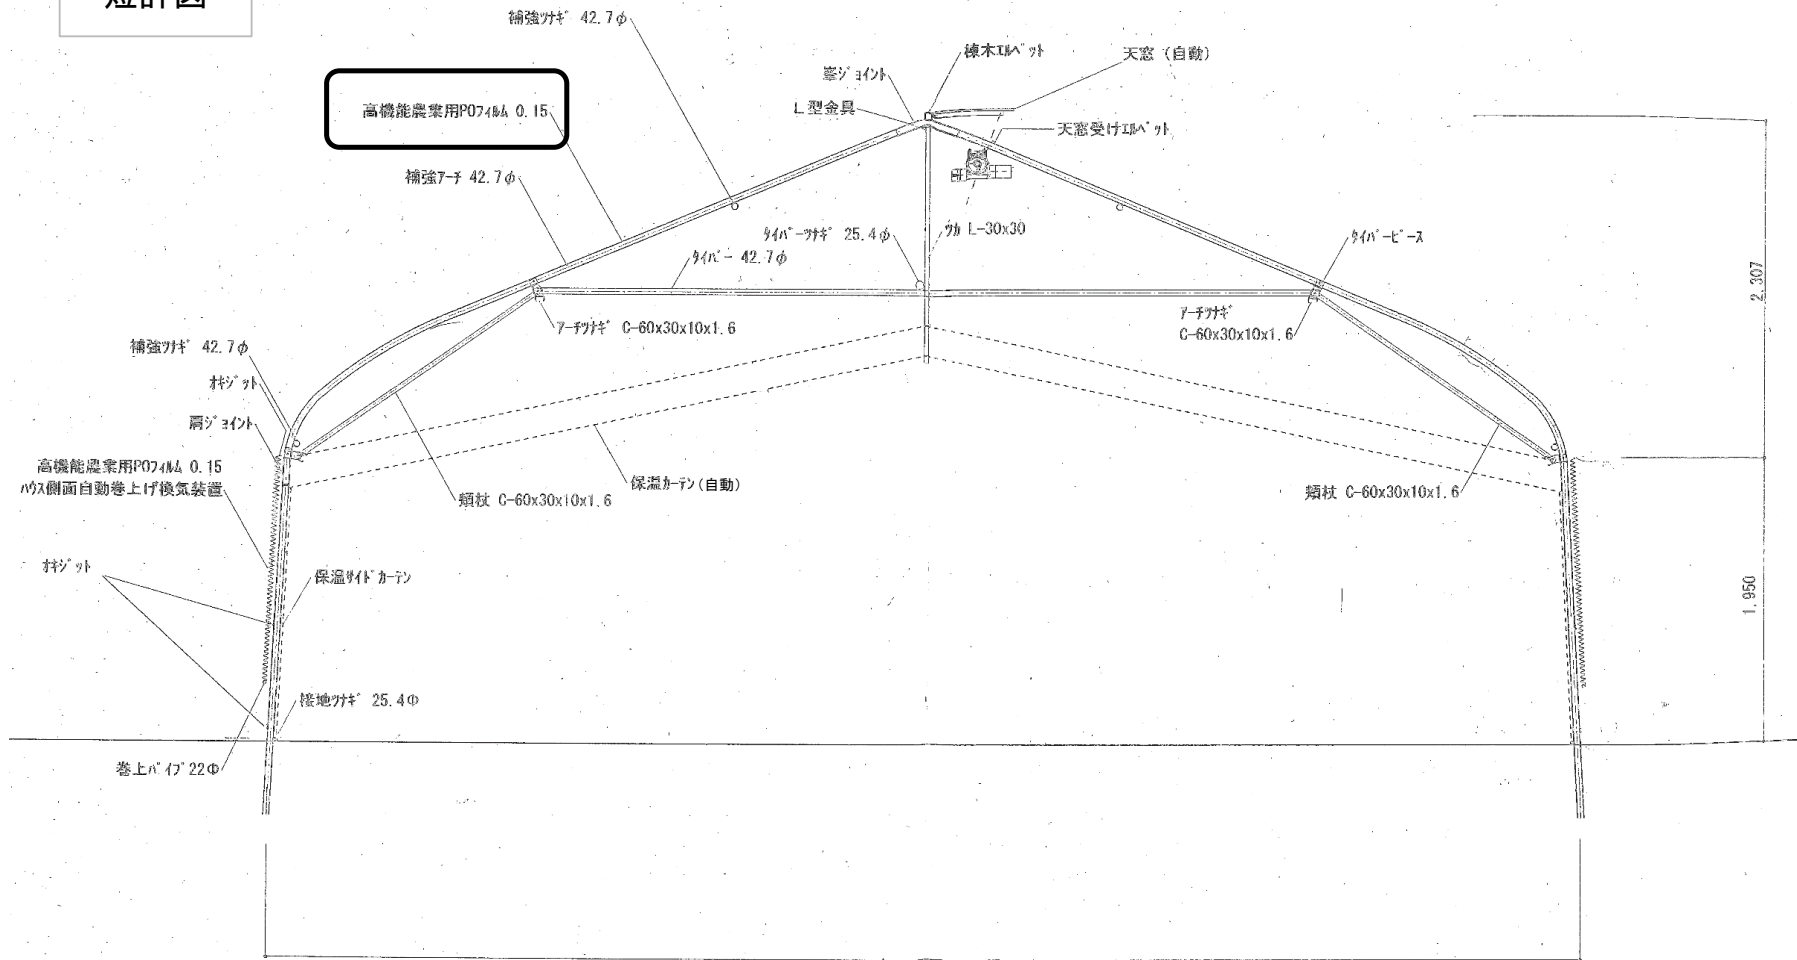 矩計図
補強ﾂﾅｷﾞ 42.7φ
棟木ｴﾙﾍﾞｯﾄ
天窓（自動）
峯ｼﾞｮｲﾝﾄ
高機能農業用POﾌｨﾙﾑ 0.15
L型金具
天窓受けｴﾙﾍﾞｯﾄ
補強ｱｰﾁ 42.7φ
ﾀｲﾊﾞｰﾂﾅｷﾞ 25.4φ
ﾂｶ L-30x30
ﾀｲﾊﾞｰﾋﾟｰｽ
ﾀｲﾊﾞｰ 42.7φ
2.307
ｱｰﾁﾂﾅｷﾞ C-60x30x10x1.6
ｱｰﾁﾂﾅｷﾞ
C-60x30x10x1.6
補強ﾂﾅｷﾞ 42.7φ
ｵｷｼﾞｯﾄ
肩ｼﾞｮｲﾝﾄ
高機能農業用POﾌｨﾙﾑ 0.15
ﾊｳｽ側面自動巻上げ換気装置
保温ｶｰﾃﾝ(自動)
頬杖 C-60x30x10x1.6
頬杖 C-60x30x10x1.6
ｵｷｼﾞｯﾄ
保温ｻｲﾄﾞｶｰﾃﾝ
1.950
接地ﾂﾅｷﾞ 25.4Φ
巻上ﾊﾟｲﾌﾟ22Φ